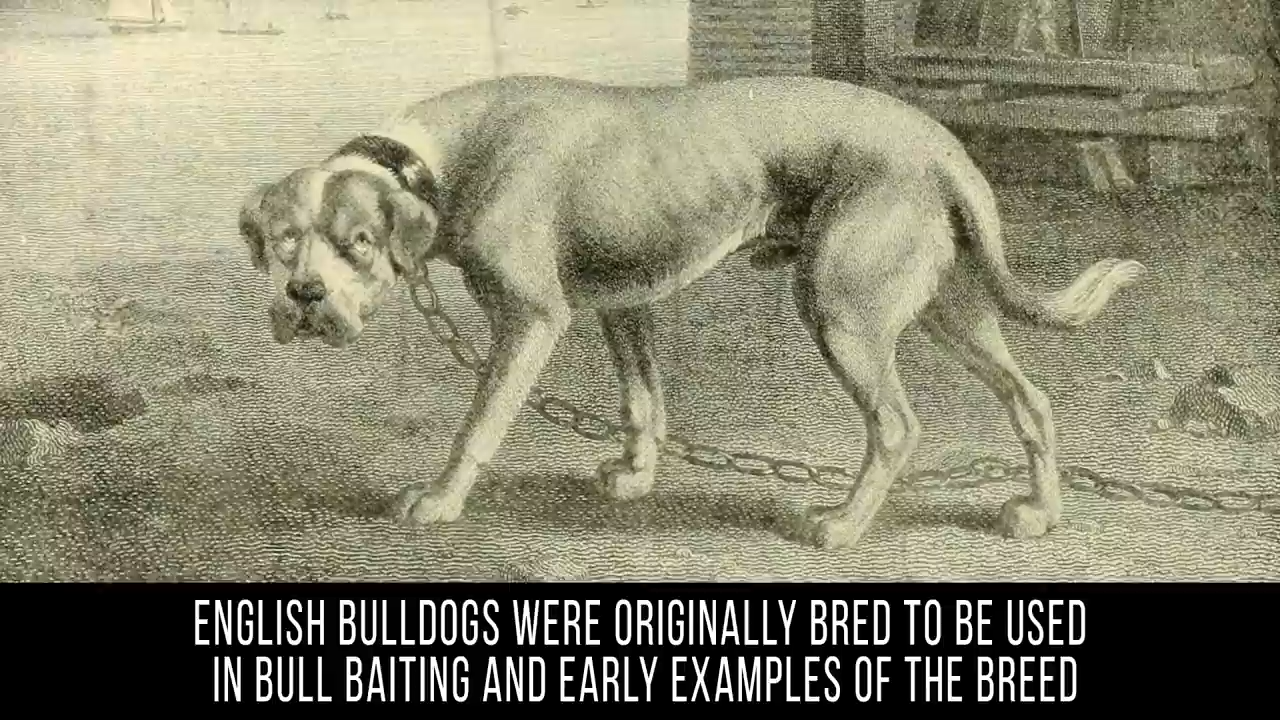 ENGLISH BULLDOGS WERE ORIGINALLY BRED TO BE USED
IN BULL BAITING AND EARLY EXAMPLES OF THE BREED